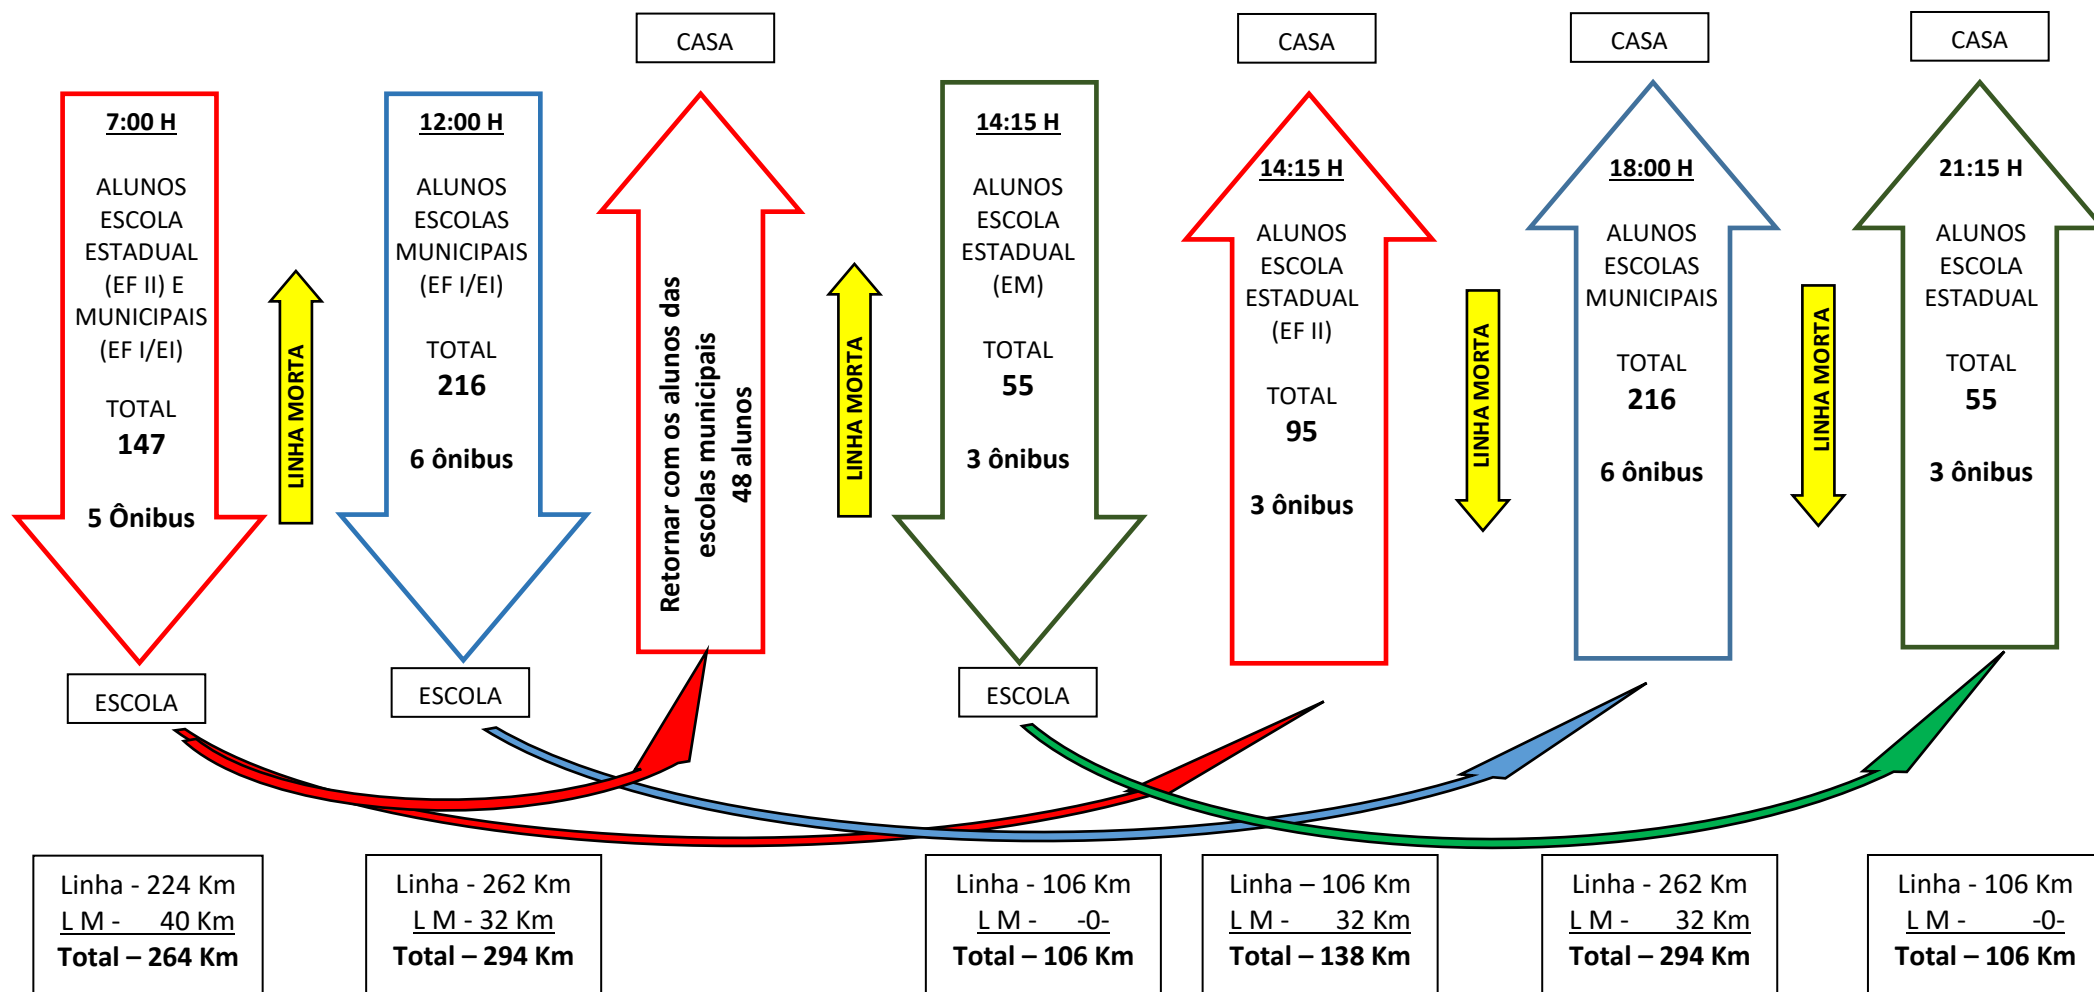 CASA
CASA
CASA
CASA
7:00 H
ALUNOS
ESCOLA
ESTADUAL
(EF II) E
MUNICIPAIS
(EF I/EI)
TOTAL
147
5 Ônibus
LINHA MORTA
12:00 H
ALUNOS
ESCOLAS
MUNICIPAIS
(EF I/EI)
TOTAL
216
6 ônibus
Retornar com os alunos das
escolas municipais
48 alunos
LINHA MORTA
14:15 H
ALUNOS
ESCOLA
ESTADUAL
(EM)
TOTAL
55
3 ônibus
14:15 H
ALUNOS
ESCOLA
ESTADUAL
(EF II)
TOTAL
95
3 ônibus
LINHA MORTA
18:00 H
ALUNOS
ESCOLAS
MUNICIPAIS
TOTAL
216
6 ônibus
LINHA MORTA
21:15 H
ALUNOS
ESCOLA
ESTADUAL
TOTAL
55
3 ônibus
ESCOLA
ESCOLA
ESCOLA
Linha - 224 Km
L M - 40 Km
Total – 264 Km
Linha - 262 Km
L M - 32 Km
Total – 294 Km
Linha - 106 Km
L M - -0-
Total – 106 Km
Linha – 106 Km
L M - 32 Km
Total – 138 Km
Linha - 262 Km
L M - 32 Km
Total – 294 Km
Linha - 106 Km
L M - -0-
Total – 106 Km